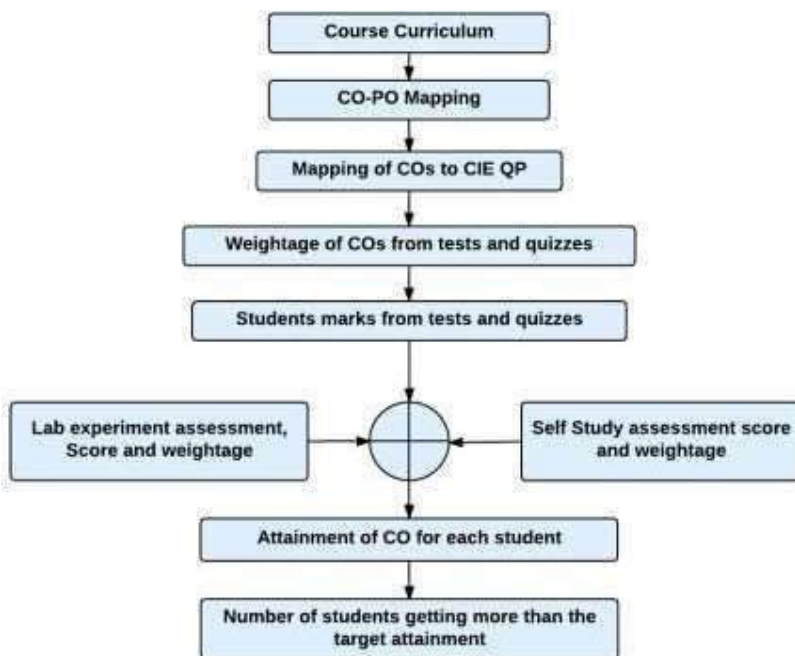 Course Curriculum
CO-PO Mapping
Mapping of COs to CIE QP
Weightage of COs from tests and quizzes
Students marks from tests and quizzes
Lab experiment assessment,
Score and weightage
Self Study assessment score
and weightage
Attainment of CO for each student
Number of students getting more than the
target attainment